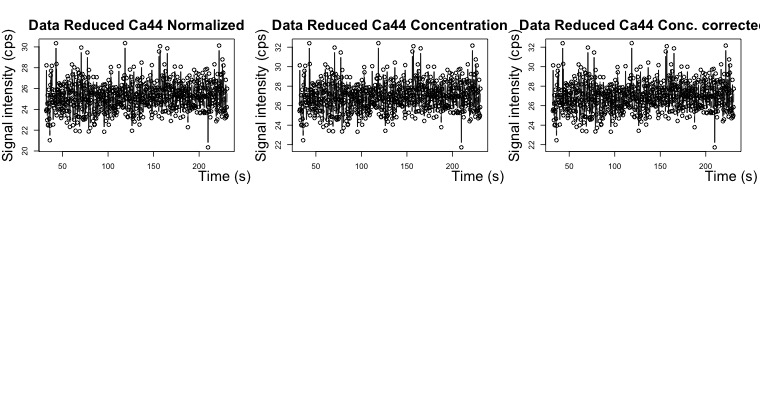 Data Reduced Ca44 Normalized
Signal intensity (cps)
30
28
26
24
22
20
50 100 150 200
Time (s)
Data Reduced Ca44 Concentration
Signal intensity (cps)
32
30
28
26
24
22
50 100 150 200
Time (s)
Data Reduced Ca44 Conc. correcte
Signal intensity (cps)
32
30
28
26
24
22
50 100 150 200
Time (s)